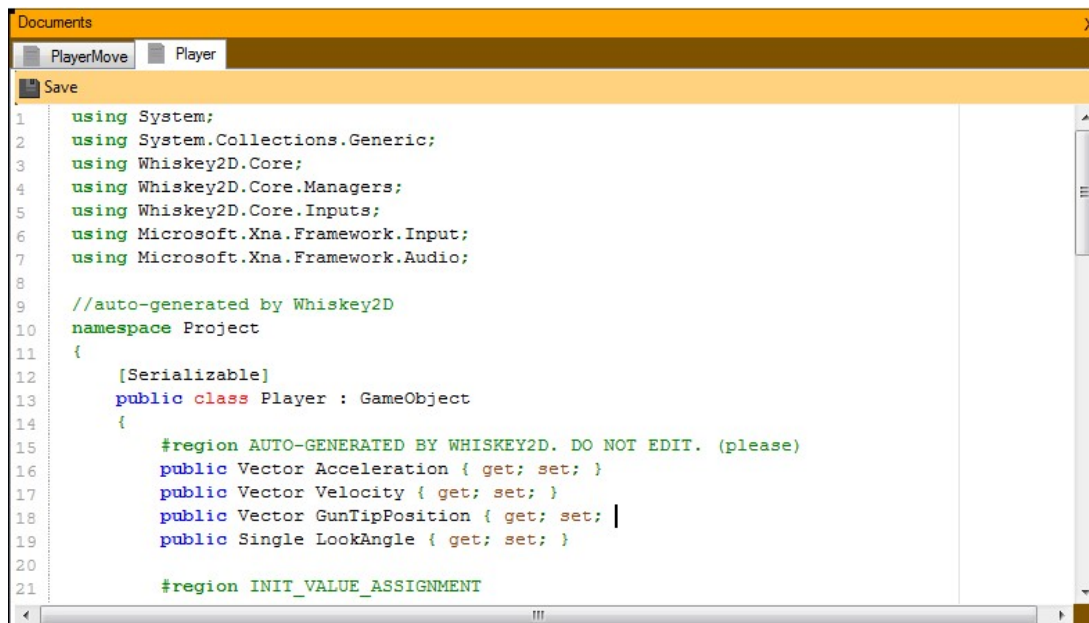 Documents
PlayerMove Player
Save
1 using System;
2 using System.Collections.Generic;
3 using Whiskey2D.Core;
4 using Whiskey2D.Core.Managers;
5 using Whiskey2D.Core.Inputs;
6 using Microsoft.Xna.Framework.Input;
7 using Microsoft.Xna.Framework.Audio;
8
9 //auto-generated by Whiskey2D
10 namespace Project
11 {
12 [Serializable]
13 public class Player : GameObject
14 {
15 #region AUTO-GENERATED BY WHISKEY2D. DO NOT EDIT. (please)
16 public Vector Acceleration { get; set; }
17 public Vector Velocity { get; set; }
18 public Vector GunTipPosition { get; set;
19 public Single LookAngle { get; set; }
20
21 #region INIT_VALUE_ASSIGNMENT